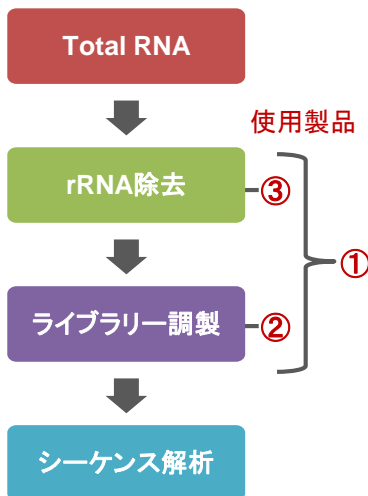 Total RNA
使用製品
rRNA除去
③
①
ライブラリー調製
②
シーケンス解析